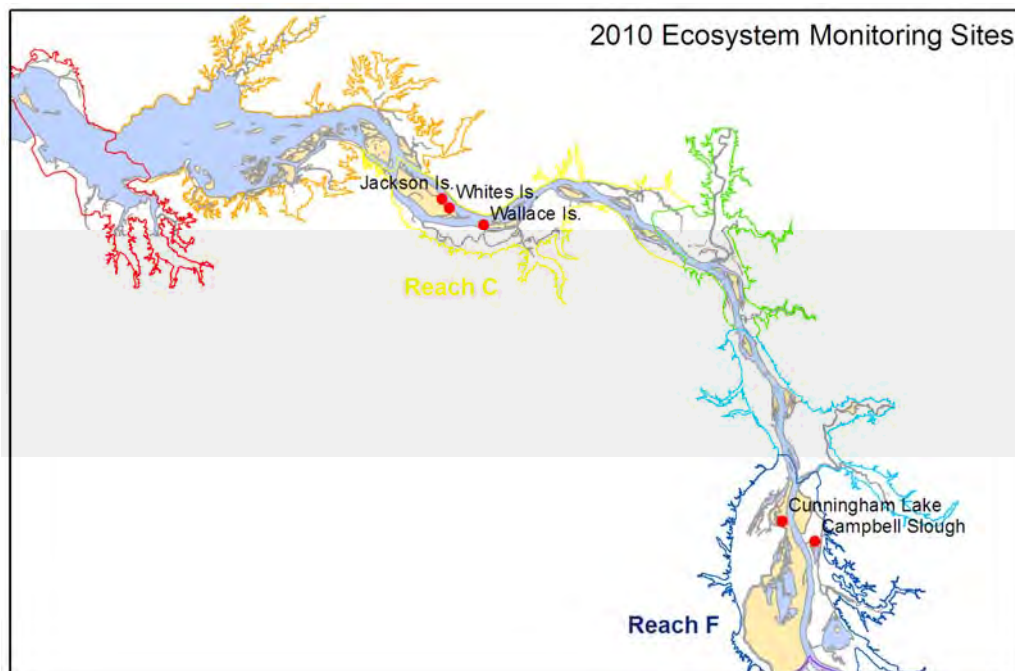 2010 Ecosystem Monitoring Sites
Jackson Is.
Whites Is.
Wallace Is.
Reach C
Cunningham Lake
Campbell Slough
Reach F